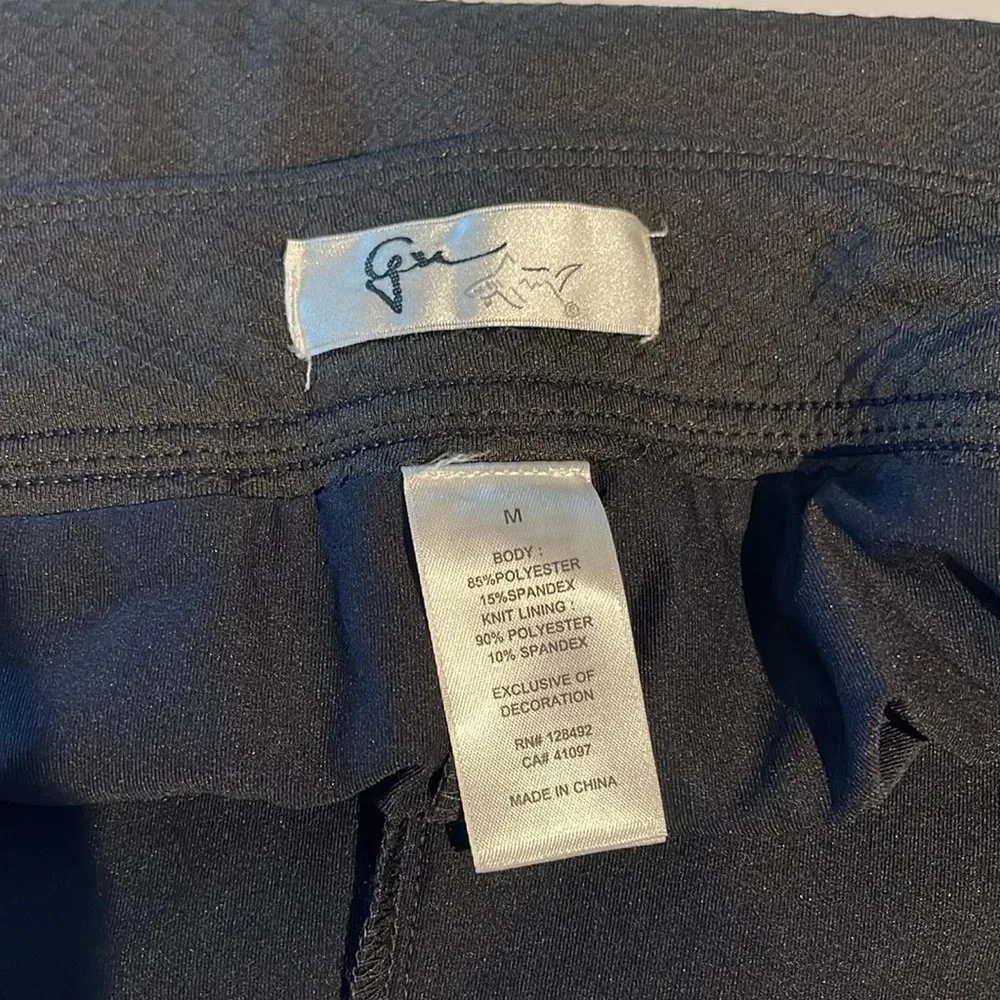 ®
M
BODY :
85%POLYESTER
15%SPANDEX
KNIT LINING :
90% POLYESTER
10% SPANDEX
EXCLUSIVE OF
DECORATION
RN# 128492
CA# 41097
MADE IN CHINA